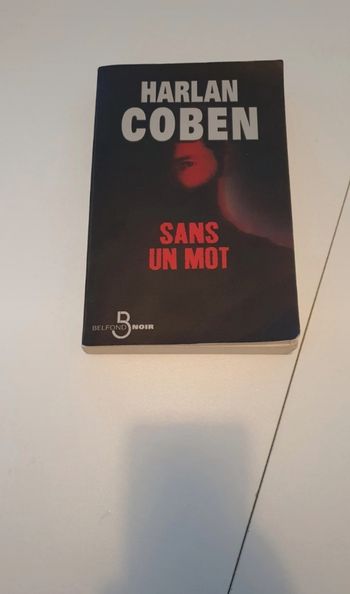 HARLAN
COBEN
SANS
UN MOT
BELFOND NOIR